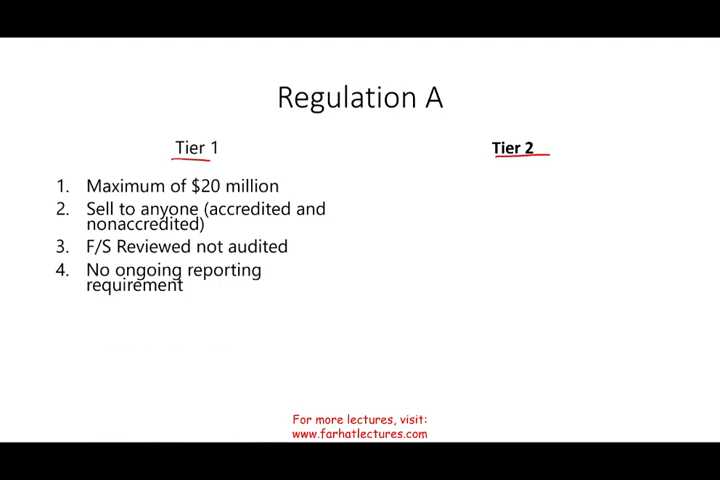 Regulation A
Tier 1
Tier 2
1. Maximum of $20 million
2. Sell to anyone (accredited and
nonaccredited)
3. F/S Reviewed not audited
4. No ongoing reporting
requirement
For more lectures, visit:
www.farhatlectures.com